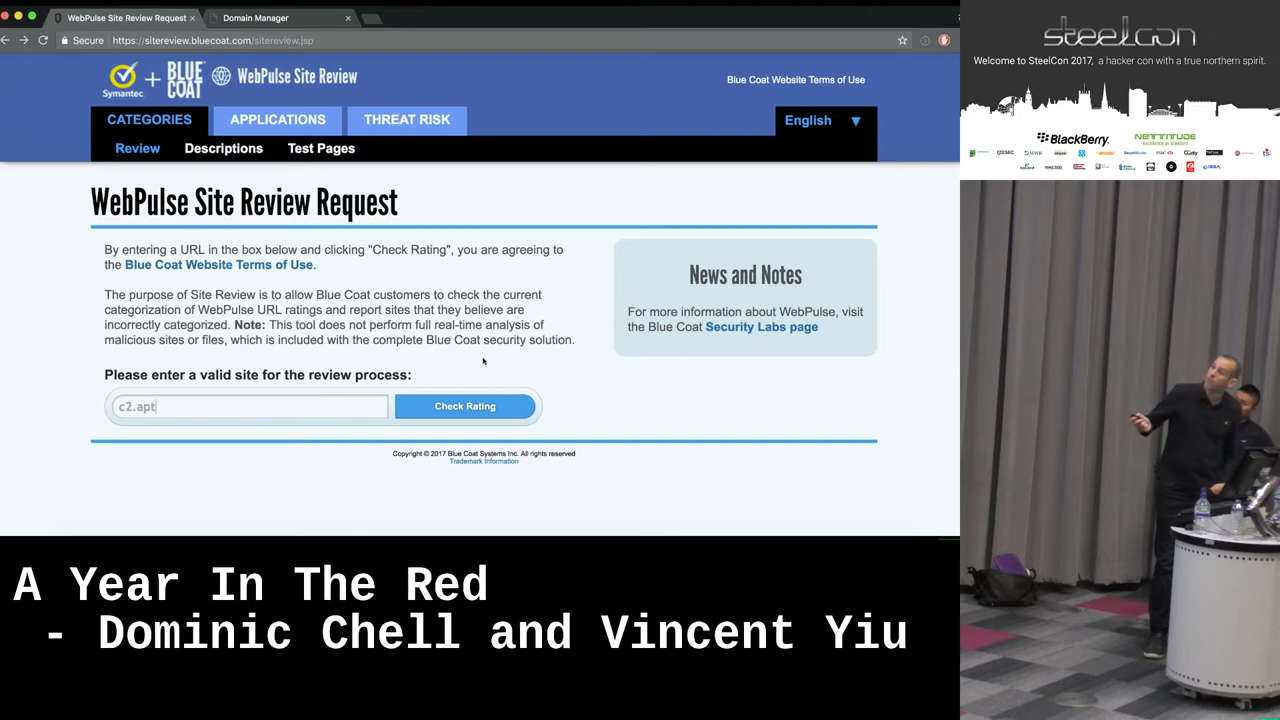 WebPulse Site Review Request
Domain Manager
Secure
https://sitereview.bluecoat.com/sitereview.jsp
Symantec
+
BLUE
COAT
WebPulse Site Review
Blue Coat Website Terms of Use
CATEGORIES
APPLICATIONS
THREAT RISK
English
Review
Descriptions
Test Pages
WebPulse Site Review Request
By entering a URL in the box below and clicking "Check Rating", you are agreeing to
the Blue Coat Website Terms of Use.
The purpose of Site Review is to allow Blue Coat customers to check the current
categorization of WebPulse URL ratings and report sites that they believe are
incorrectly categorized. Note: This tool does not perform full real-time analysis of
malicious sites or files, which is included with the complete Blue Coat security solution.
News and Notes
For more information about WebPulse, visit
the Blue Coat Security Labs page
Please enter a valid site for the review process:
c2.apt
Check Rating
Copyright © 2017 Blue Coat Systems Inc. All rights reserved
Trademark Information
steelcon
Welcome to SteelCon 2017, a hacker con with a true northern spirit.
BlackBerry
NETTITUDE
A Year In The Red
- Dominic Chell and Vincent Yiu